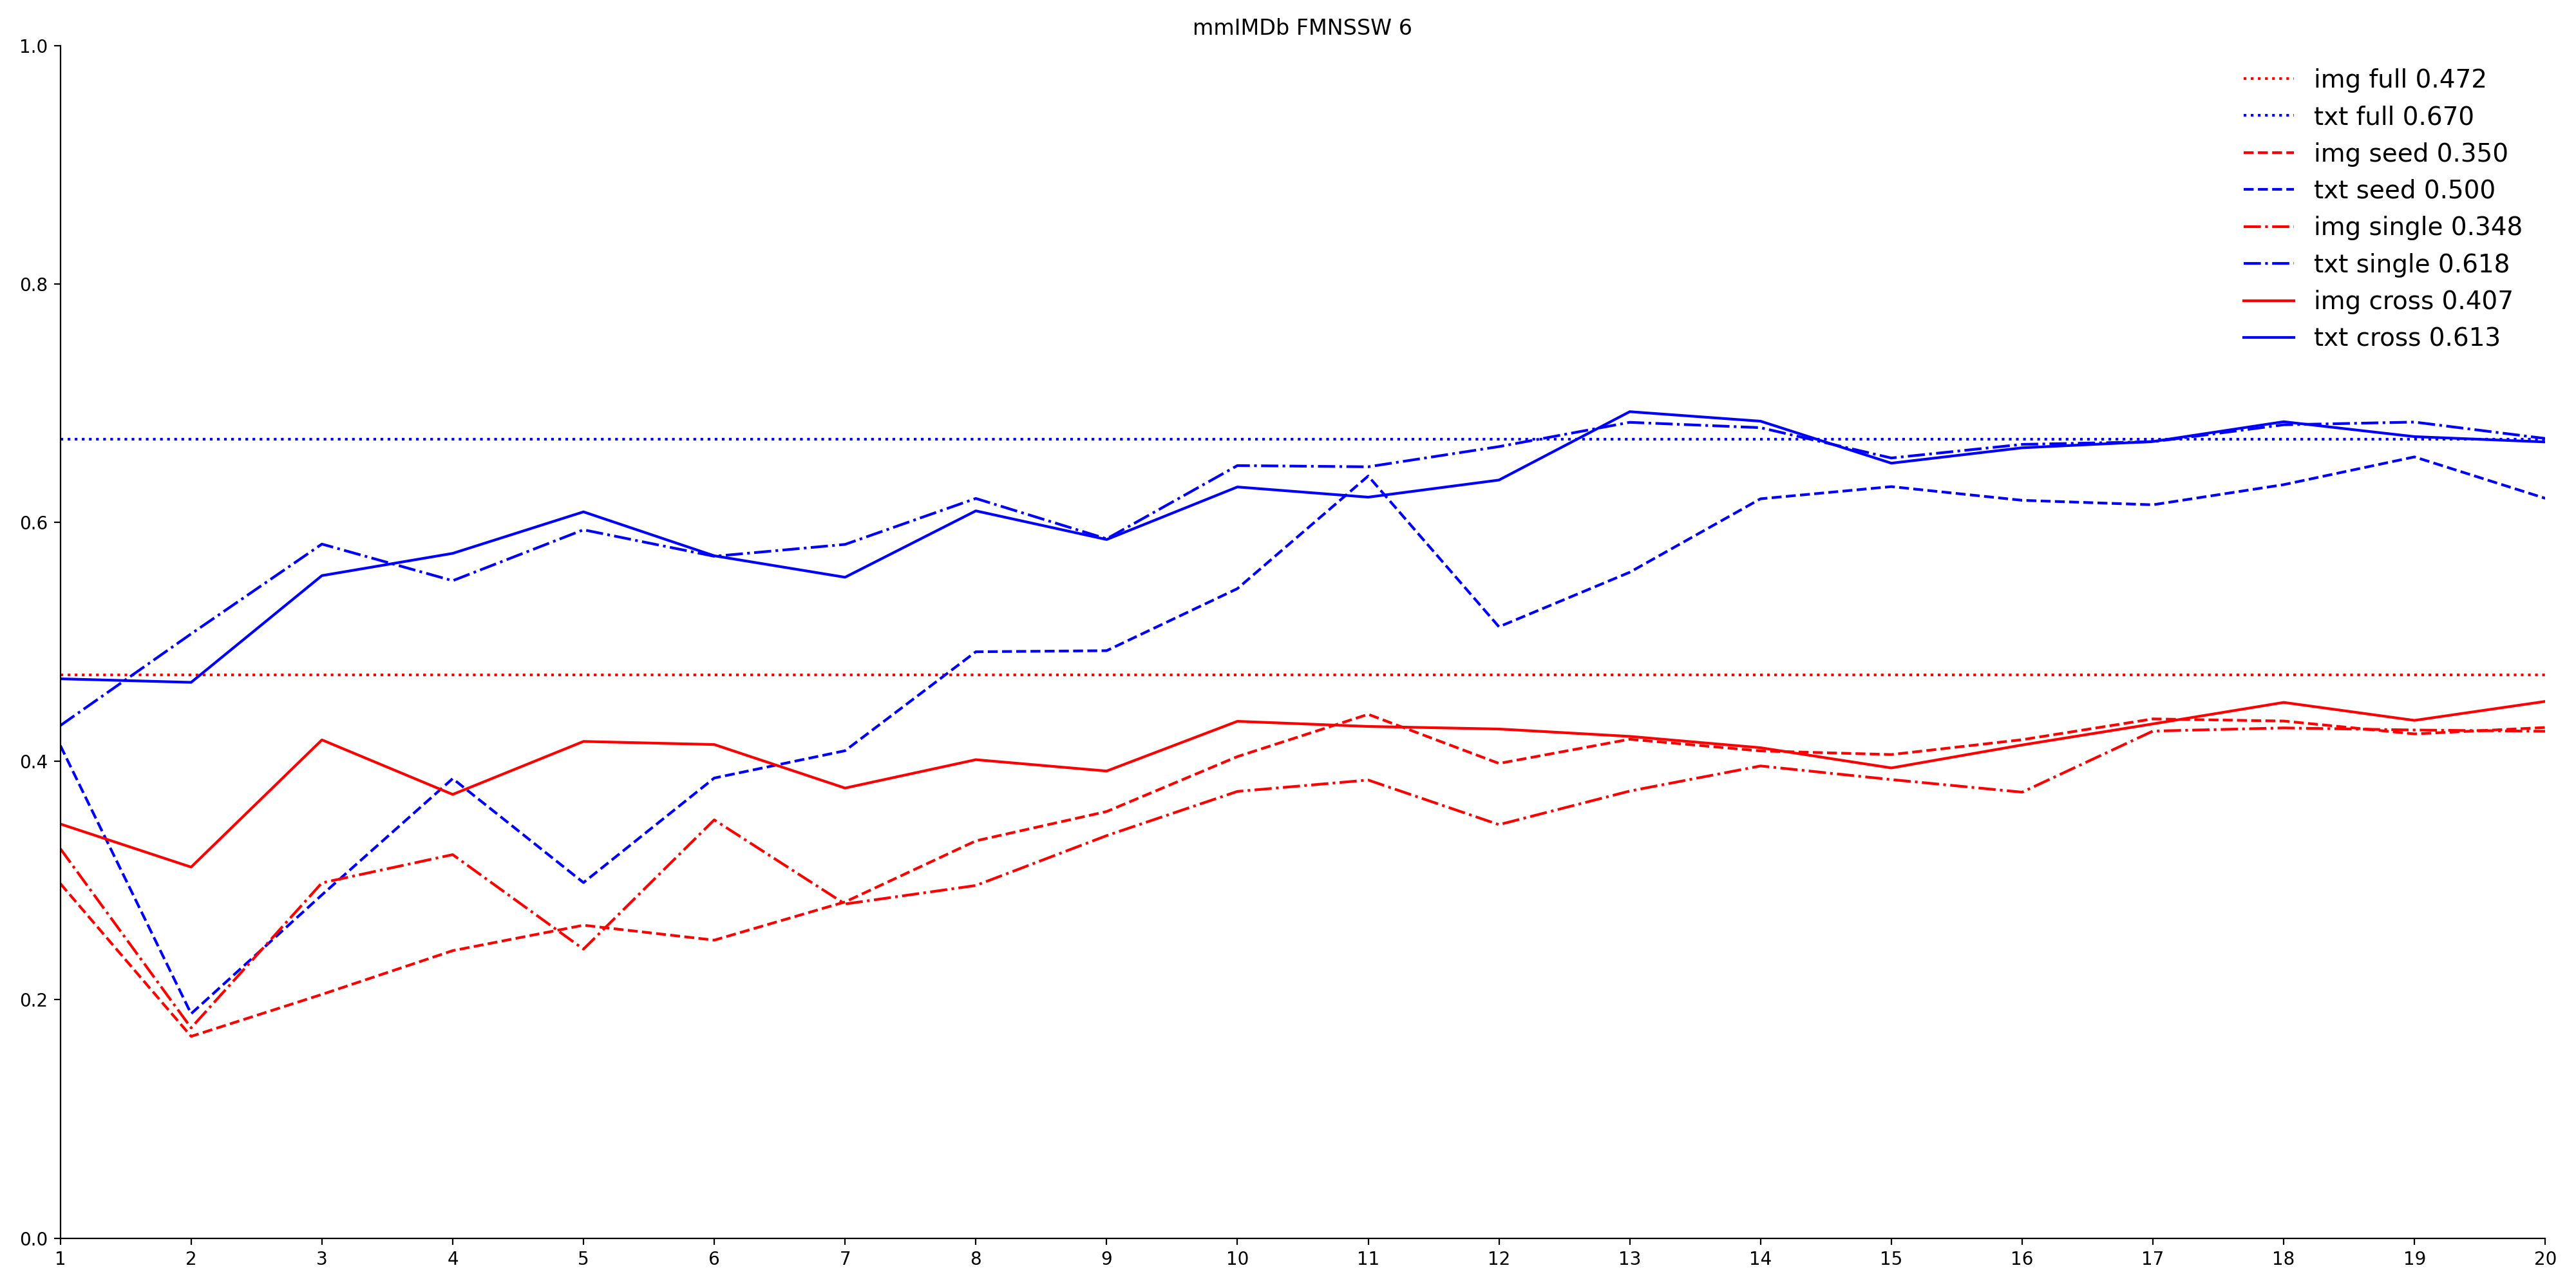 mmIMDb FMNSSW 6
1.0
0.8
0.6
0.4
0.2
0.0
img full 0.472
txt full 0.670
img seed 0.350
txt seed 0.500
img single 0.348
txt single 0.618
img cross 0.407
txt cross 0.613
1 2 3 4 5 6 7 8 9 10 11 12 13 14 15 16 17 18 19 20